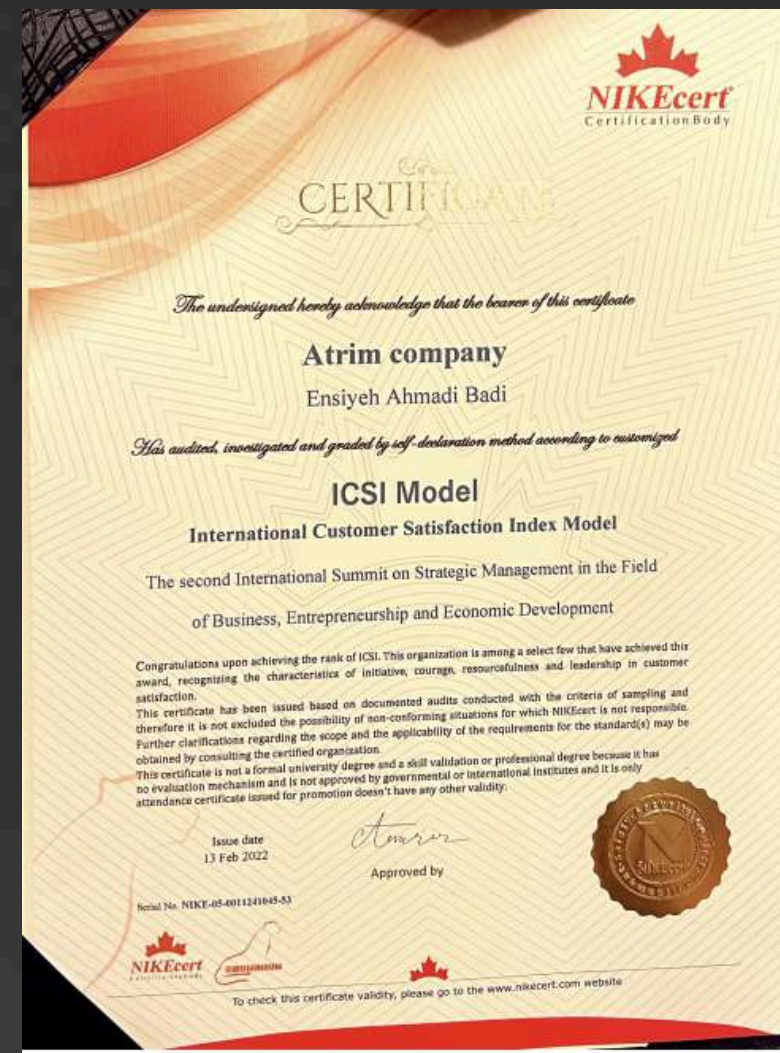 NIKEcert
Certification Body
CERTIFICATE
The undersigned hereby acknowledge that the bearer of this certificate
Atrim company
Ensiyeh Ahmadi Badi
Has audited, investigated and graded by self-declaration method according to customized
ICSI Model
International Customer Satisfaction Index Model
The second International Summit on Strategic Management in the Field
of Business, Entrepreneurship and Economic Development
Congratulations upon achieving the rank of ICSI. This organization is among a select few that have achieved this
award, recognizing the characteristics of initiative, courage, resourcefulness and leadership in customer
satisfaction.
This certificate has been issued based on documented audits conducted with the criteria of sampling and
therefore it is not excluded the possibility of non-conforming situations for which NIKEcert is not responsible.
Further clarifications regarding the scope and the applicability of the requirements for the standard(s) may be
obtained by consulting the certified organization.
This certificate is not a formal university degree and a skill validation or professional degree because it has
no evaluation mechanism and is not approved by governmental or international institutes and it is only
attendance certificate issued for promotion doesn't have any other validity.
Issue date
13 Feb 2022
Approved by
Serial No. NIKE-05-6011241045-53
NIKEcert
To check this certificate validity, please go to the www.nikecert.com website